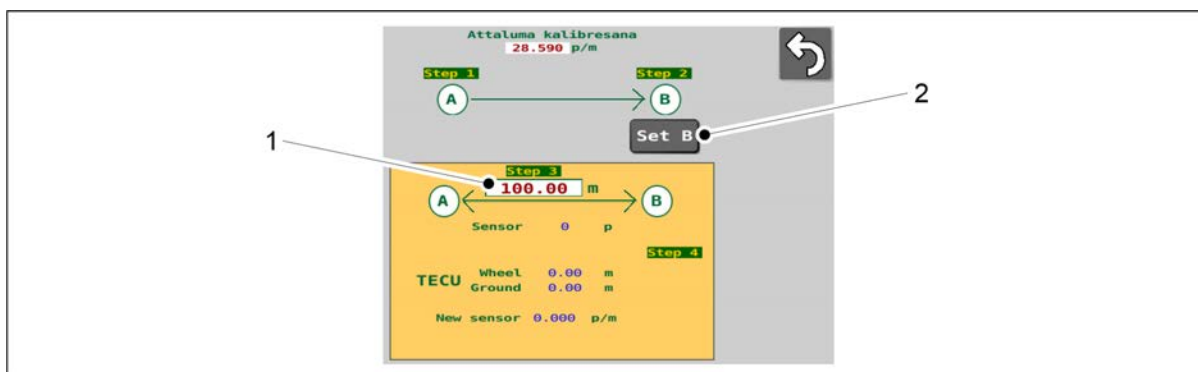 Attaluma kalibresana
28.590 p/m
Step 1 Step 2
A B
Set B
2
1
Step 3
100.00 m
A B
Sensor 0 p
Step 4
TECU Wheel 0.00 m
Ground 0.00 m
New sensor 0.000 p/m